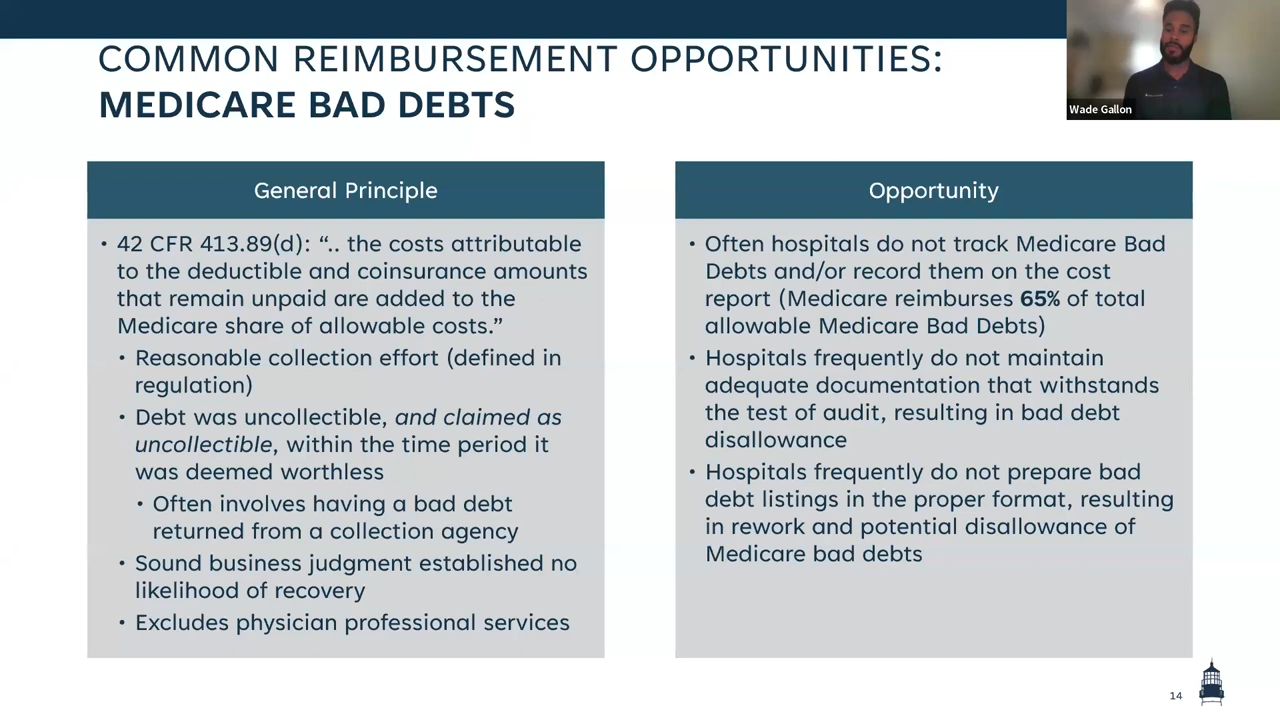 COMMON REIMBURSEMENT OPPORTUNITIES:
MEDICARE BAD DEBTS
Wade Gallon
General Principle
• 42 CFR 413.89(d): “.. the costs attributable
to the deductible and coinsurance amounts
that remain unpaid are added to the
Medicare share of allowable costs.”
• Reasonable collection effort (defined in
regulation)
• Debt was uncollectible, and claimed as
uncollectible, within the time period it
was deemed worthless
• Often involves having a bad debt
returned from a collection agency
• Sound business judgment established no
likelihood of recovery
• Excludes physician professional services
Opportunity
• Often hospitals do not track Medicare Bad
Debts and/or record them on the cost
report (Medicare reimburses 65% of total
allowable Medicare Bad Debts)
• Hospitals frequently do not maintain
adequate documentation that withstands
the test of audit, resulting in bad debt
disallowance
• Hospitals frequently do not prepare bad
debt listings in the proper format, resulting
in rework and potential disallowance of
Medicare bad debts
14